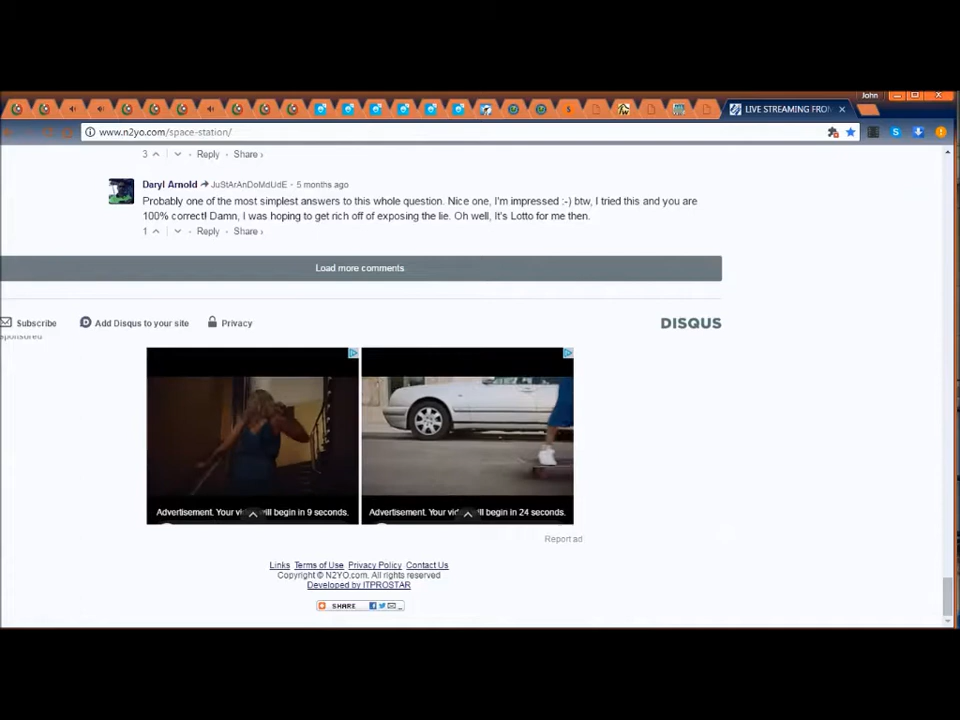 John
LIVE STREAMING FROM
www.n2yo.com/space-station/
3 Reply Share ›
Daryl Arnold JuStArAnDoMdUdE • 5 months ago
Probably one of the most simplest answers to this whole question. Nice one, I'm impressed :-) btw, I tried this and you are
100% correct! Damn, I was hoping to get rich off of exposing the lie. Oh well, It's Lotto for me then.
1 Reply Share ›
Load more comments
Subscribe Add Disqus to your site Privacy DISQUS
sponsored
Advertisement. Your will begin in 9 seconds. Advertisement. Your will begin in 24 seconds.
Report ad
Links Terms of Use Privacy Policy Contact Us
Copyright © N2YO.com. All rights reserved
Developed by ITPROSTAR
SHARE